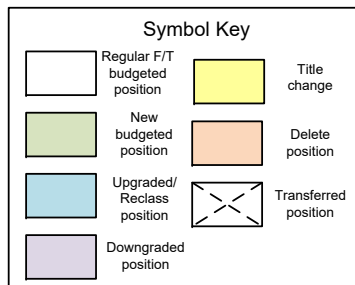 Symbol Key
Regular F/T
budgeted
position
New
budgeted
position
Upgraded/
Reclass
position
Downgraded
position
Title
change
Delete
position
Transferred
position